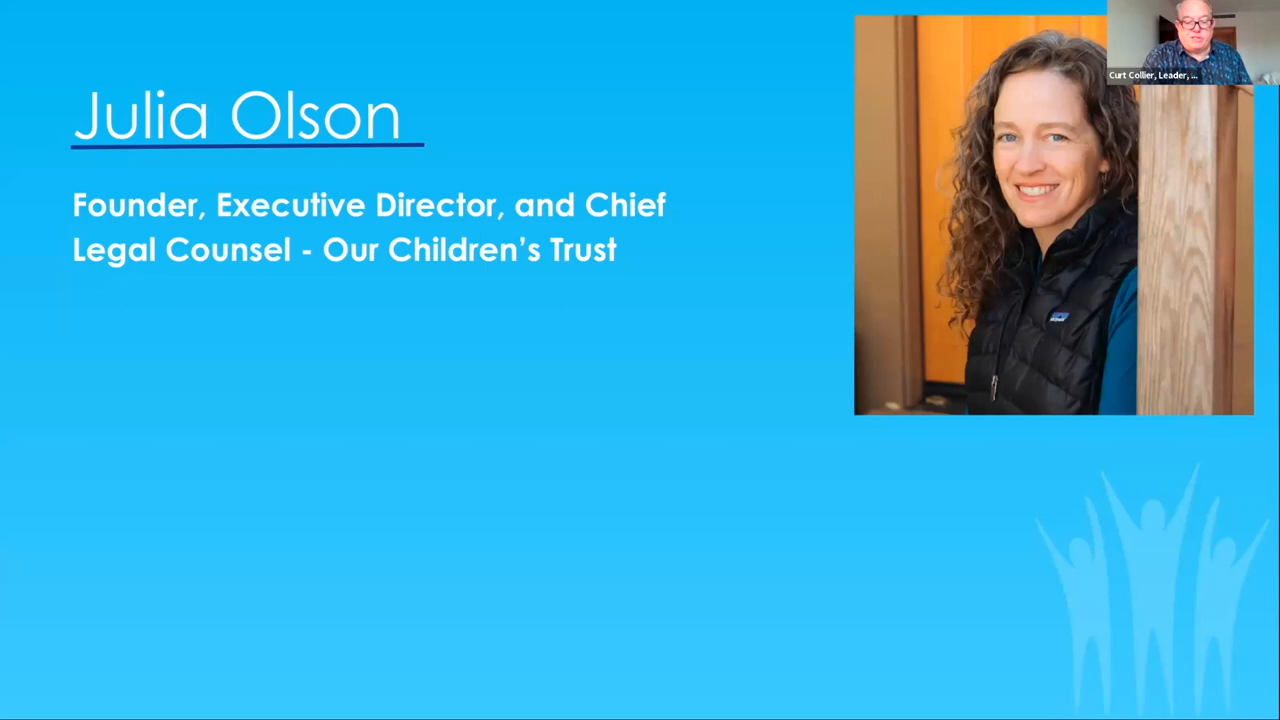 Julia Olson
Founder, Executive Director, and Chief
Legal Counsel - Our Children’s Trust
Curt Collier, Leader, ...